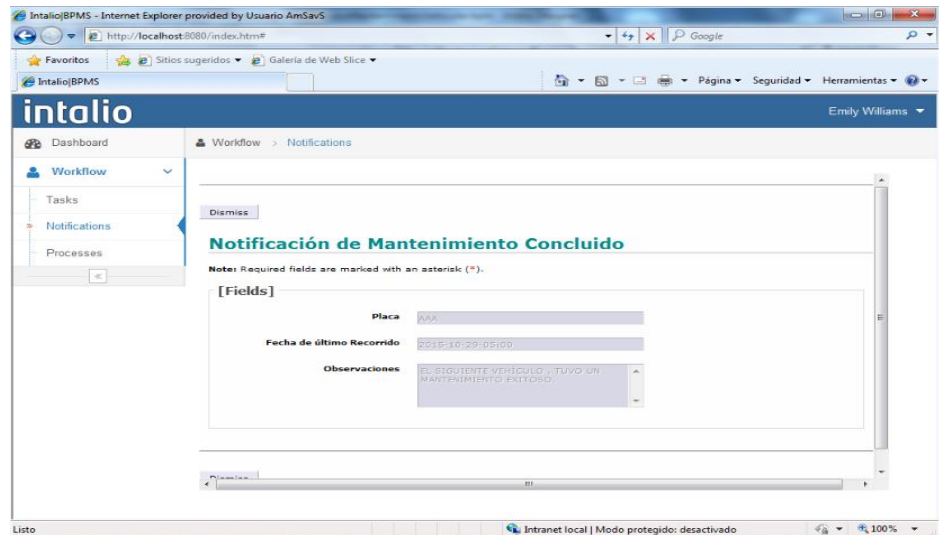 Intalio|BPMS - Internet Explorer provided by Usuario AmSavS
http://localhost:8080/index.htm#
Google
Favoritos
Sitios sugeridos
Galería de Web Slice
Intalio|BPMS
Página
Seguridad
Herramientas
intalio
Emily Williams
Dashboard
Workflow > Notifications
Workflow
Tasks
Notifications
Processes
Dismiss
Notificación de Mantenimiento Concluido
Note: Required fields are marked with an asterisk (*).
[Fields]
Placa
AAA
Fecha de último Recorrido
2015-10-29-05:00
Observaciones
EL SIGUIENTE VEHÍCULO , TUVO UN
MANTENIMIENTO EXITOSO.
Dismiss
Listo
Intranet local | Modo protegido: desactivado
100%